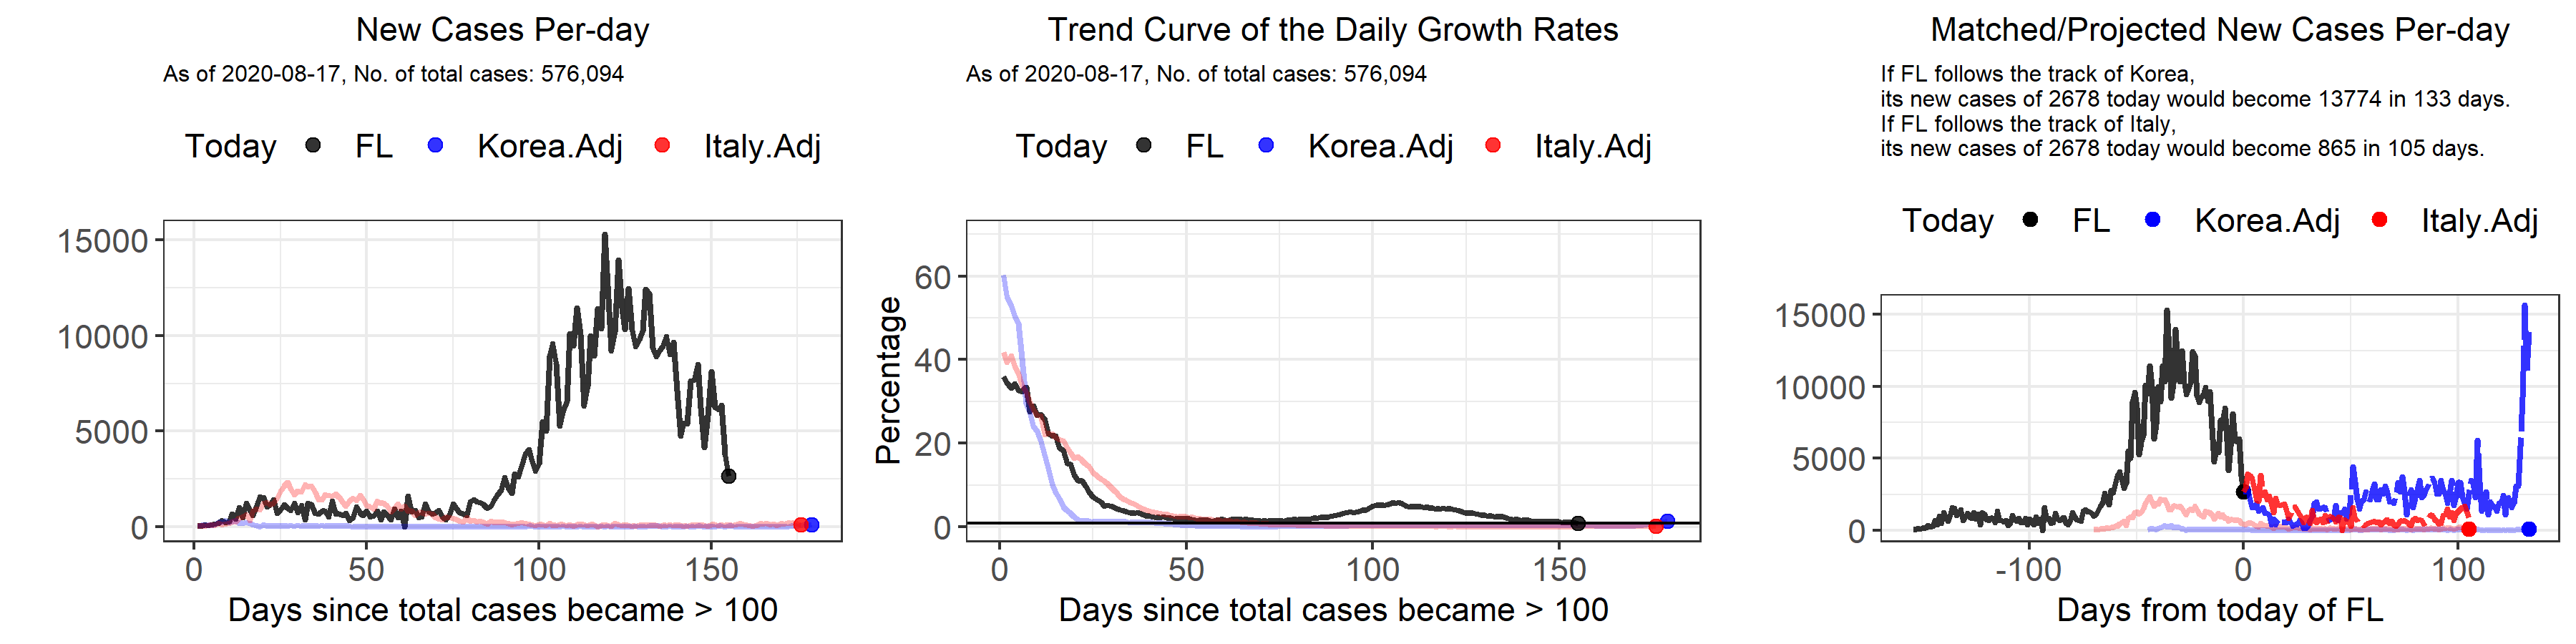 New Cases Per-day
As of 2020-08-17, No. of total cases: 576,094
Today FL Korea.Adj Italy.Adj
15000
10000
5000
0
0 50 100 150
Days since total cases became > 100
Trend Curve of the Daily Growth Rates
As of 2020-08-17, No. of total cases: 576,094
Today FL Korea.Adj Italy.Adj
Percentage
60
40
20
0
0 50 100 150
Days since total cases became > 100
Matched/Projected New Cases Per-day
If FL follows the track of Korea,
its new cases of 2678 today would become 13774 in 133 days.
If FL follows the track of Italy,
its new cases of 2678 today would become 865 in 105 days.
Today FL Korea.Adj Italy.Adj
15000
10000
5000
0
-100 0 100
Days from today of FL